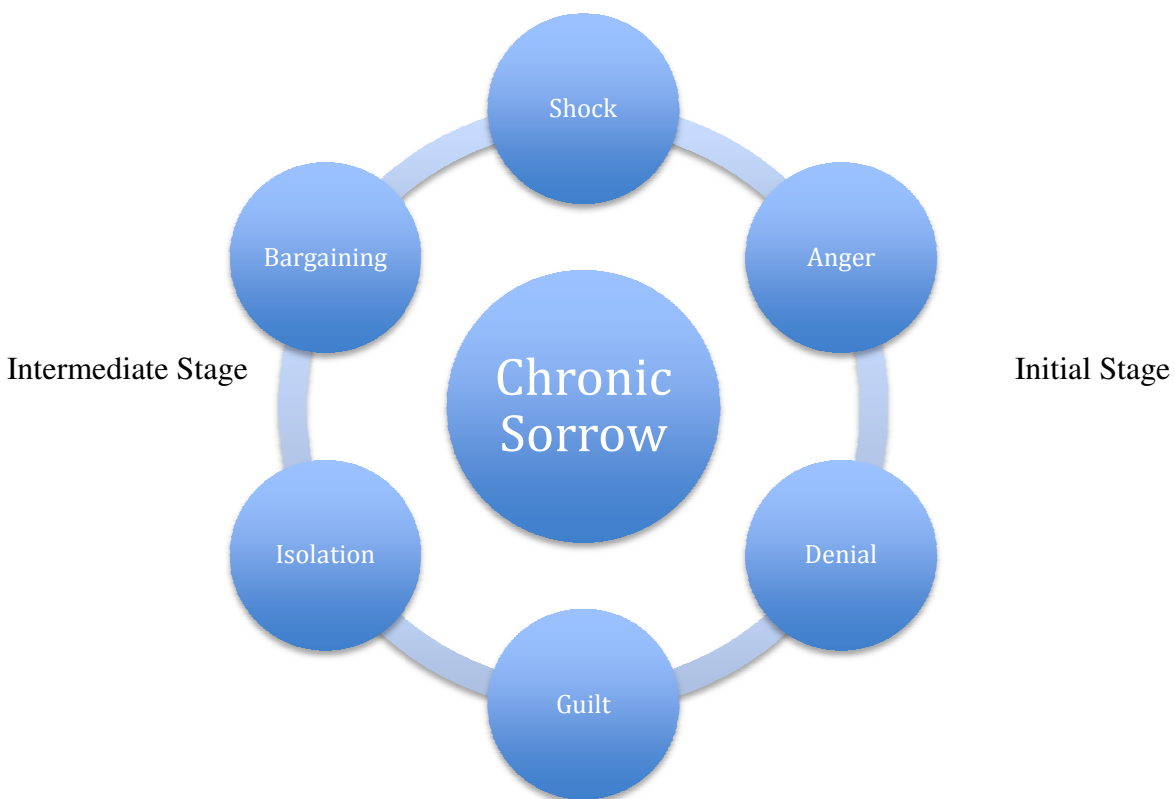 Shock
Bargaining
Anger
Intermediate Stage
Chronic
Sorrow
Initial Stage
Isolation
Denial
Guilt